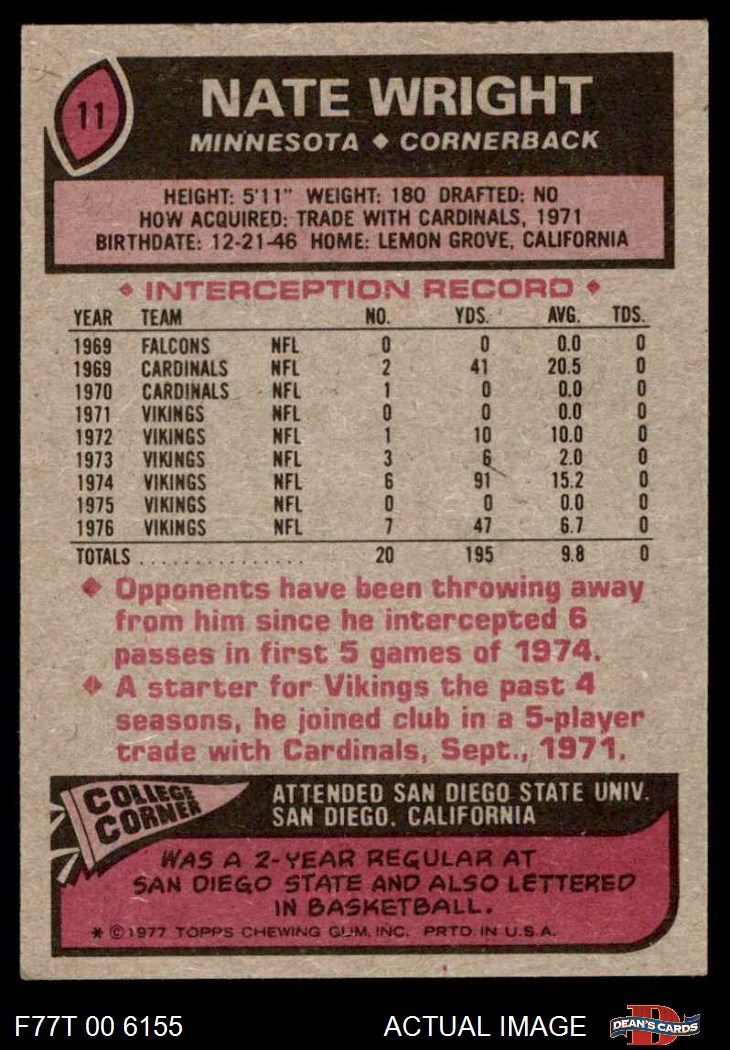 11
NATE WRIGHT
MINNESOTA ◆ CORNERBACK
HEIGHT: 5'11" WEIGHT: 180 DRAFTED: NO
HOW ACQUIRED: TRADE WITH CARDINALS, 1971
BIRTHDATE: 12-21-46 HOME: LEMON GROVE, CALIFORNIA
◆ INTERCEPTION RECORD ◆
YEAR TEAM NO. YDS. AVG. TDS.
1969 FALCONS NFL 0 0 0.0 0
1969 CARDINALS NFL 2 41 20.5 0
1970 CARDINALS NFL 1 0 0.0 0
1971 VIKINGS NFL 0 0 0.0 0
1972 VIKINGS NFL 1 10 10.0 0
1973 VIKINGS NFL 3 6 2.0 0
1974 VIKINGS NFL 6 91 15.2 0
1975 VIKINGS NFL 0 0 0.0 0
1976 VIKINGS NFL 7 47 6.7 0
TOTALS . . . . . . . . . . . . . . . . 20 195 9.8 0
◆ Opponents have been throwing away
from him since he intercepted 6
passes in first 5 games of 1974.
◆ A starter for Vikings the past 4
seasons, he joined club in a 5-player
trade with Cardinals, Sept., 1971.
COLLEGE
CORNER
ATTENDED SAN DIEGO STATE UNIV.
SAN DIEGO, CALIFORNIA
WAS A 2-YEAR REGULAR AT
SAN DIEGO STATE AND ALSO LETTERED
IN BASKETBALL.
* © 1977 TOPPS CHEWING GUM, INC. PRTD. IN U.S.A.
F77T 00 6155 ACTUAL IMAGE
D
DEAN'S CARDS